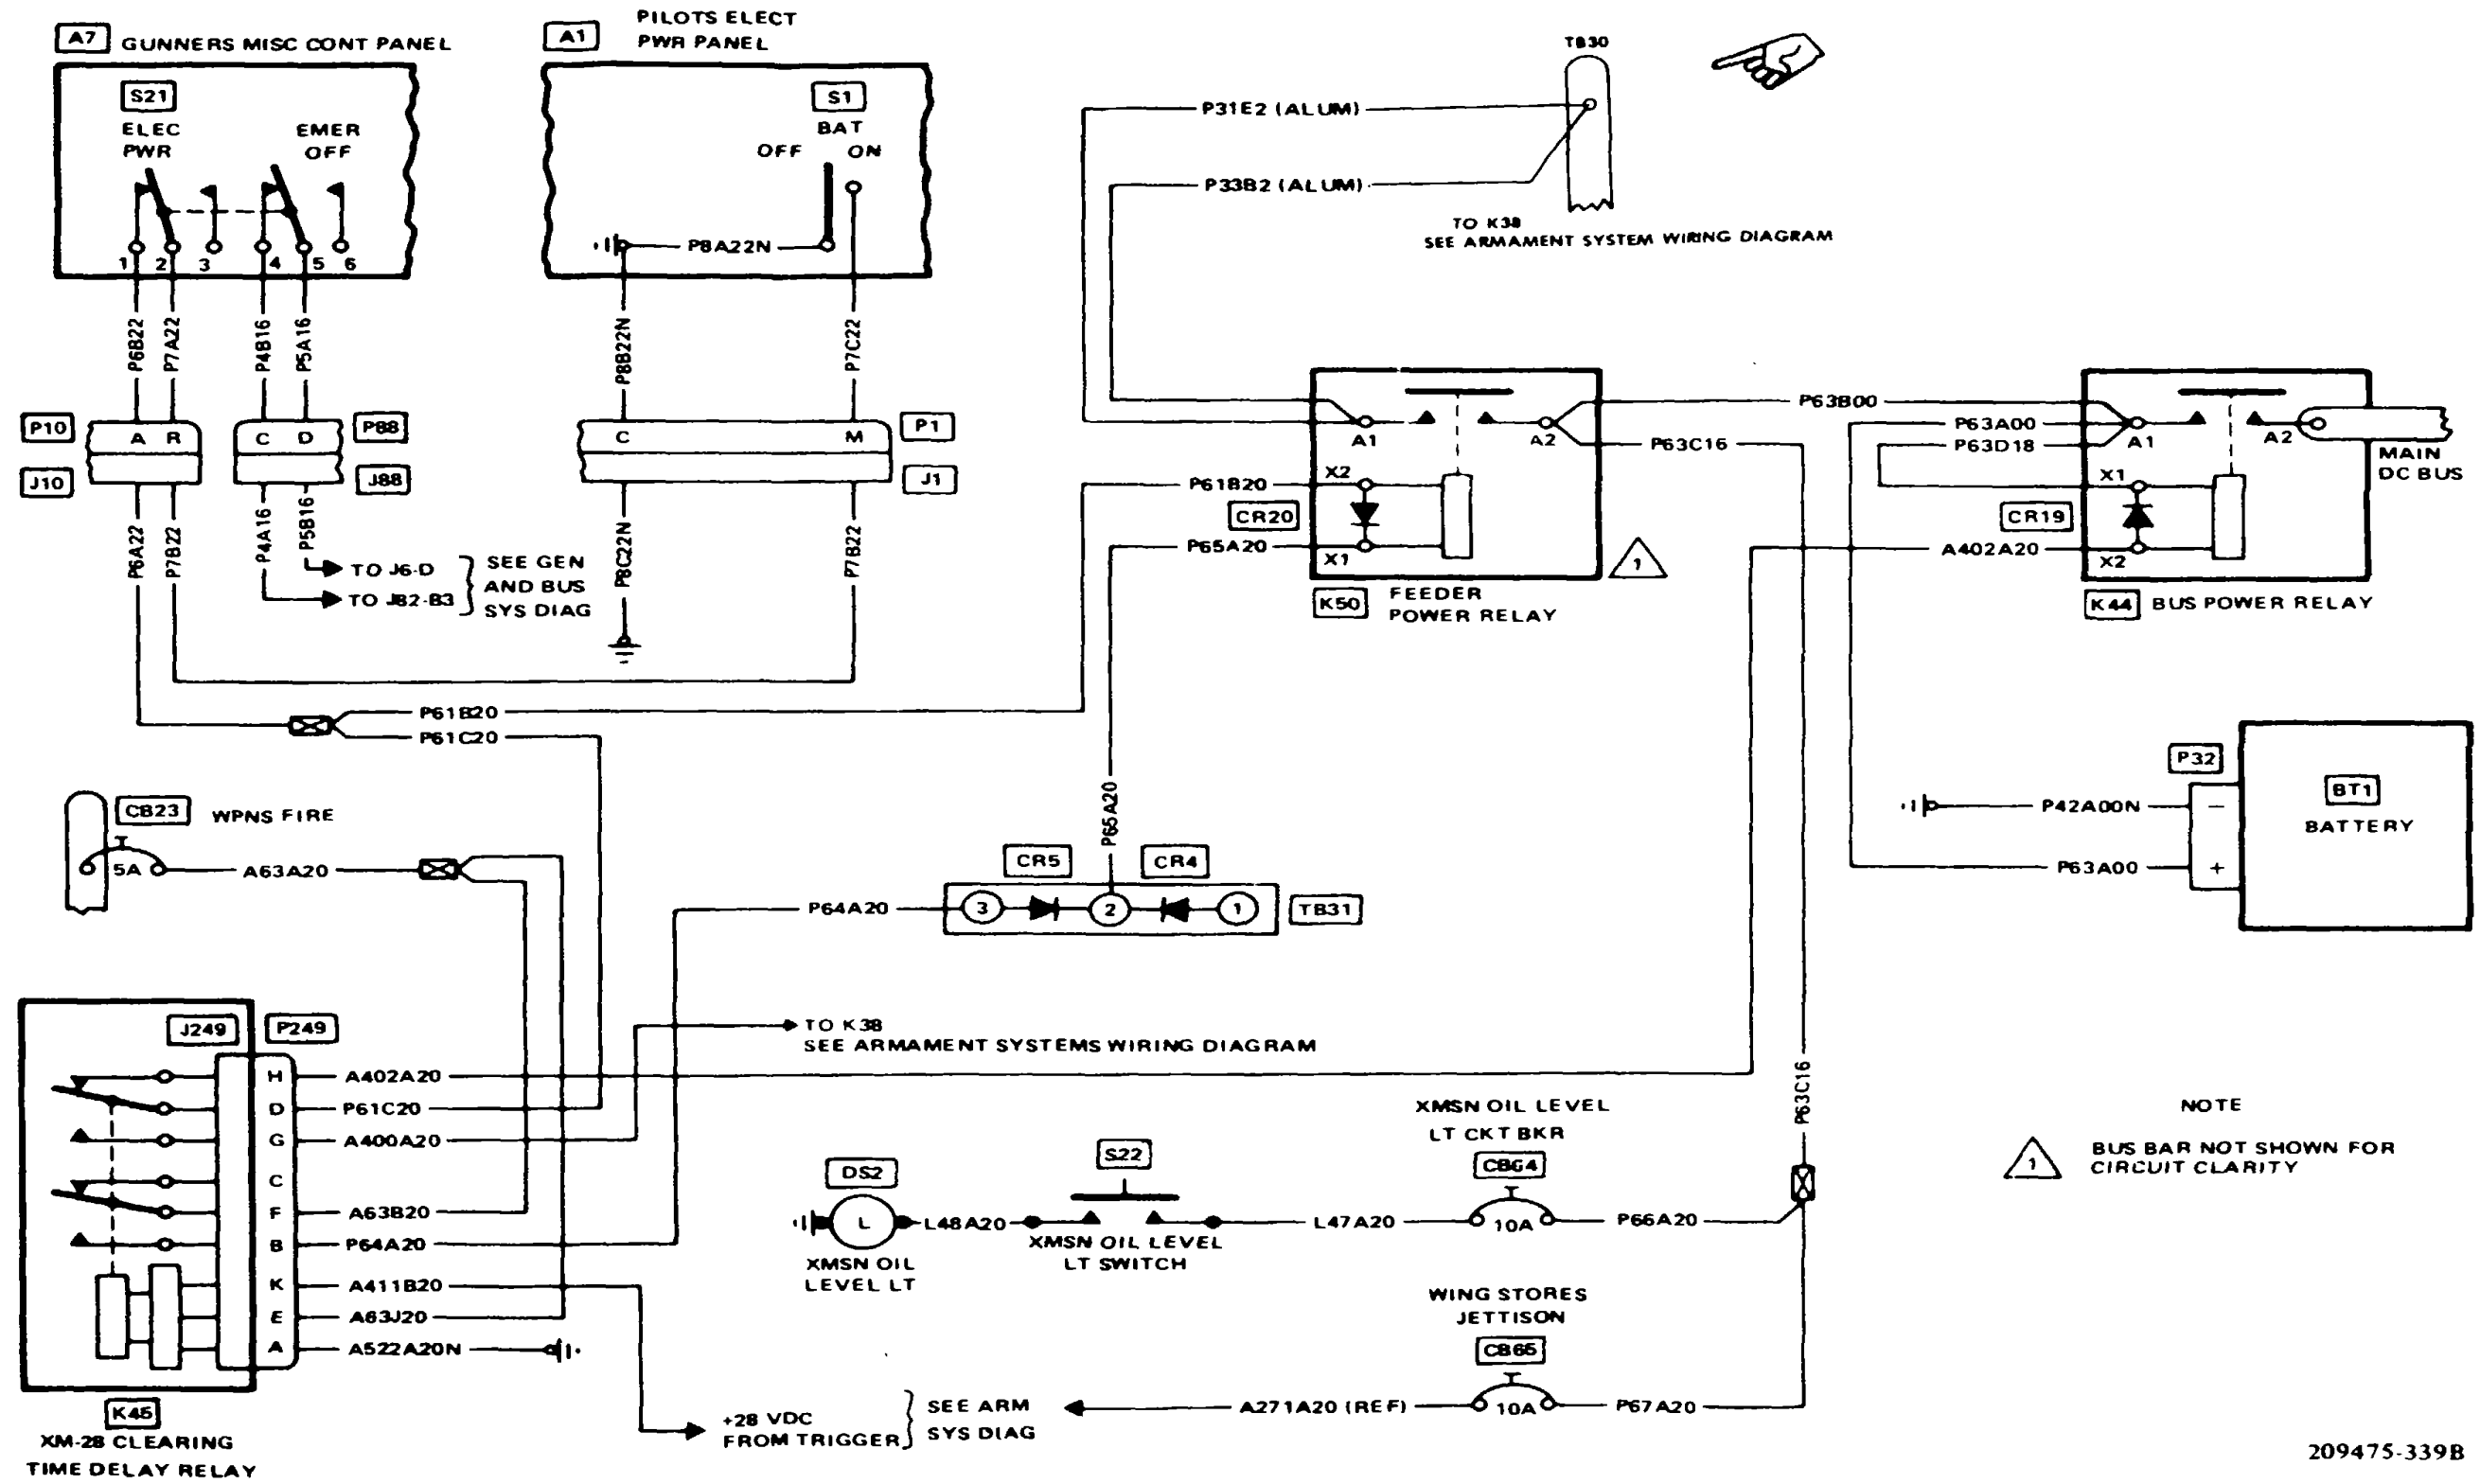 A7 GUNNERS MISC CONT PANEL
S21
ELEC
PWR
EMER
OFF
1 2 3 4 5 6
A1
PILOTS ELECT
PWR PANEL
S1
BAT
OFF ON
P8A22N
TB30
P31E2 (ALUM)
P33B2 (ALUM)
TO K38
SEE ARMAMENT SYSTEM WIRING DIAGRAM
P6B22
P7A22
P4B16
P5A16
P8B22N
P7C22
P10
A R
C D
P88
J10
J88
C M
P1
J1
P6A22
P7B22
P4A16
P5B16
TO J6-D
TO J82-B3
SEE GEN
AND BUS
SYS DIAG
P8C22N
P7B22
A1 A2
X2
P61B20
CR20
P65A20
X1
1
K50
FEEDER
POWER RELAY
P63B00
P63C16
P63A00
P63D18
A1 A2
MAIN
DC BUS
X1
CR19
A402A20
X2
K44 BUS POWER RELAY
P61B20
P61C20
CB23 WPNS FIRE
5A
A63A20
P65A20
CR5 CR4
P64A20
3 2 1
TB31
P32
P42A00N
−
P63A00
+
BT1
BATTERY
J249 P249
TO K38
SEE ARMAMENT SYSTEMS WIRING DIAGRAM
H A402A20
D P61C20
G A400A20
C
F A63B20
B P64A20
K A411B20
E A63J20
A A522A20N
K45
XM-28 CLEARING
TIME DELAY RELAY
P63C16
DS2
L
XMSN OIL
LEVEL LT
L48A20
S22
XMSN OIL LEVEL
LT SWITCH
L47A20
XMSN OIL LEVEL
LT CKT BKR
CB64
10A
P66A20
WING STORES
JETTISON
CB65
10A
P67A20
A271A20 (REF)
+28 VDC
FROM TRIGGER
SEE ARM
SYS DIAG
NOTE
1
BUS BAR NOT SHOWN FOR
CIRCUIT CLARITY
209475-339B